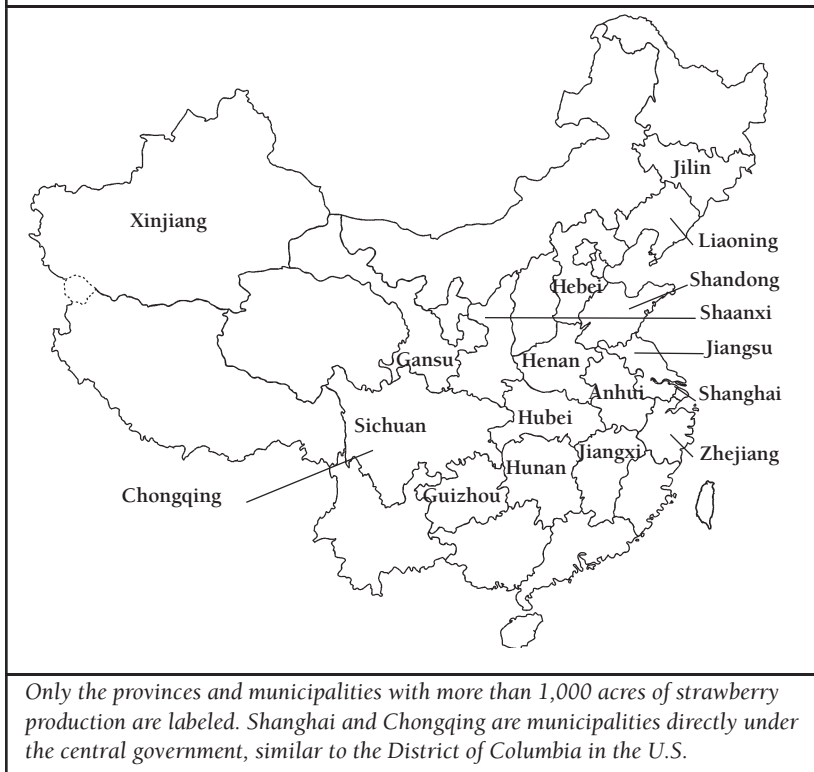 Jilin
Xinjiang
Liaoning
Hebei
Shandong
Shaanxi
Jiangsu
Gansu
Henan
Anhui
Shanghai
Hubei
Sichuan
Jiangxi
Zhejiang
Hunan
Chongqing
Guizhou
Only the provinces and municipalities with more than 1,000 acres of strawberry
production are labeled. Shanghai and Chongqing are municipalities directly under
the central government, similar to the District of Columbia in the U.S.